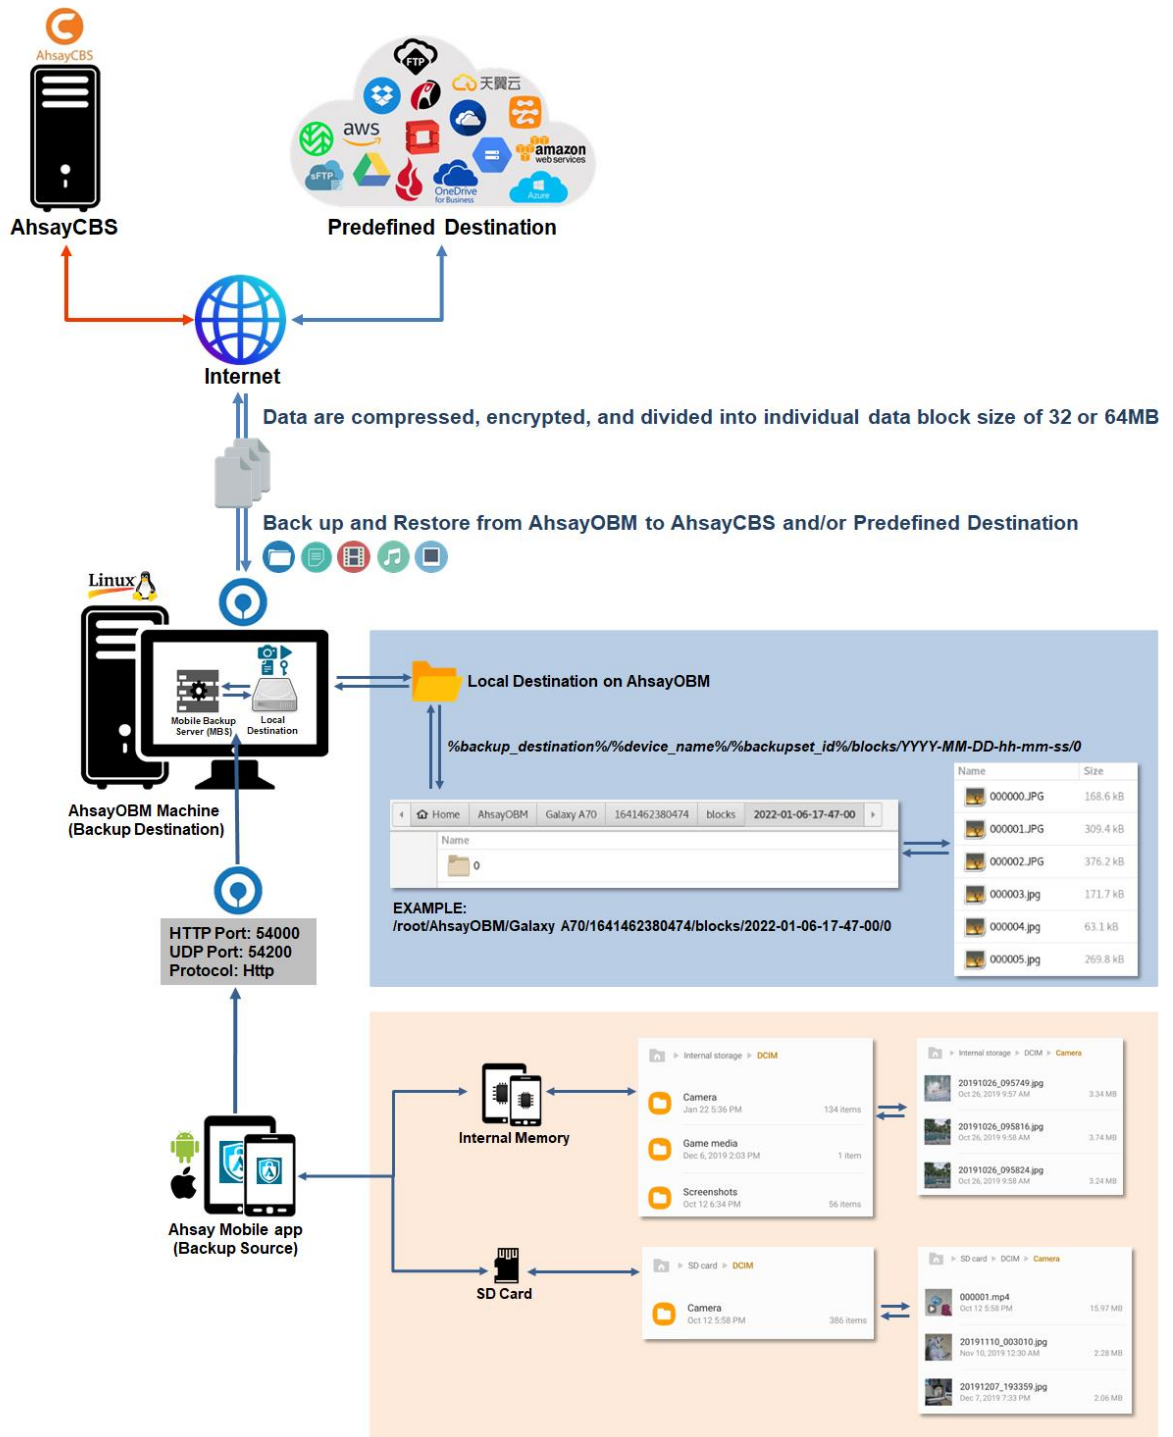 AhsayCBS
FTP
天翼云
aws
amazon
web services
sFTP
OneDrive
for Business
Azure
AhsayCBS
Predefined Destination
Internet
Data are compressed, encrypted, and divided into individual data block size of 32 or 64MB
Back up and Restore from AhsayOBM to AhsayCBS and/or Predefined Destination
Linux
Mobile Backup
Server (MBS)
Local
Destination
AhsayOBM Machine
(Backup Destination)
Local Destination on AhsayOBM
%backup_destination%/%device_name%/%backupset_id%/blocks/YYYY-MM-DD-hh-mm-ss/0
Home AhsayOBM Galaxy A70 1641462380474 blocks 2022-01-06-17-47-00
Name
0
EXAMPLE:
/root/AhsayOBM/Galaxy A70/1641462380474/blocks/2022-01-06-17-47-00/0
Name Size
000000.JPG 168.6 kB
000001.JPG 309.4 kB
000002.JPG 376.2 kB
000003.jpg 171.7 kB
000004.jpg 63.1 kB
000005.jpg 269.8 kB
HTTP Port: 54000
UDP Port: 54200
Protocol: Http
Ahsay Mobile app
(Backup Source)
Internal Memory
Internal storage DCIM
Camera
Jan 22 5:36 PM 134 items
Game media
Dec 6, 2019 2:03 PM 1 item
Screenshots
Oct 12 6:34 PM 56 items
Internal storage DCIM Camera
20191026_095749.jpg
Oct 26, 2019 9:57 AM 3.34 MB
20191026_095816.jpg
Oct 26, 2019 9:58 AM 3.74 MB
20191026_095824.jpg
Oct 26, 2019 9:58 AM 3.24 MB
SD Card
SD card DCIM
Camera
Oct 12 5:58 PM 386 items
SD card DCIM Camera
000001.mp4
Oct 12 5:58 PM 15.97 MB
20191110_003010.jpg
Nov 10, 2019 12:30 AM 2.28 MB
20191207_193359.jpg
Dec 7, 2019 7:33 PM 2.06 MB